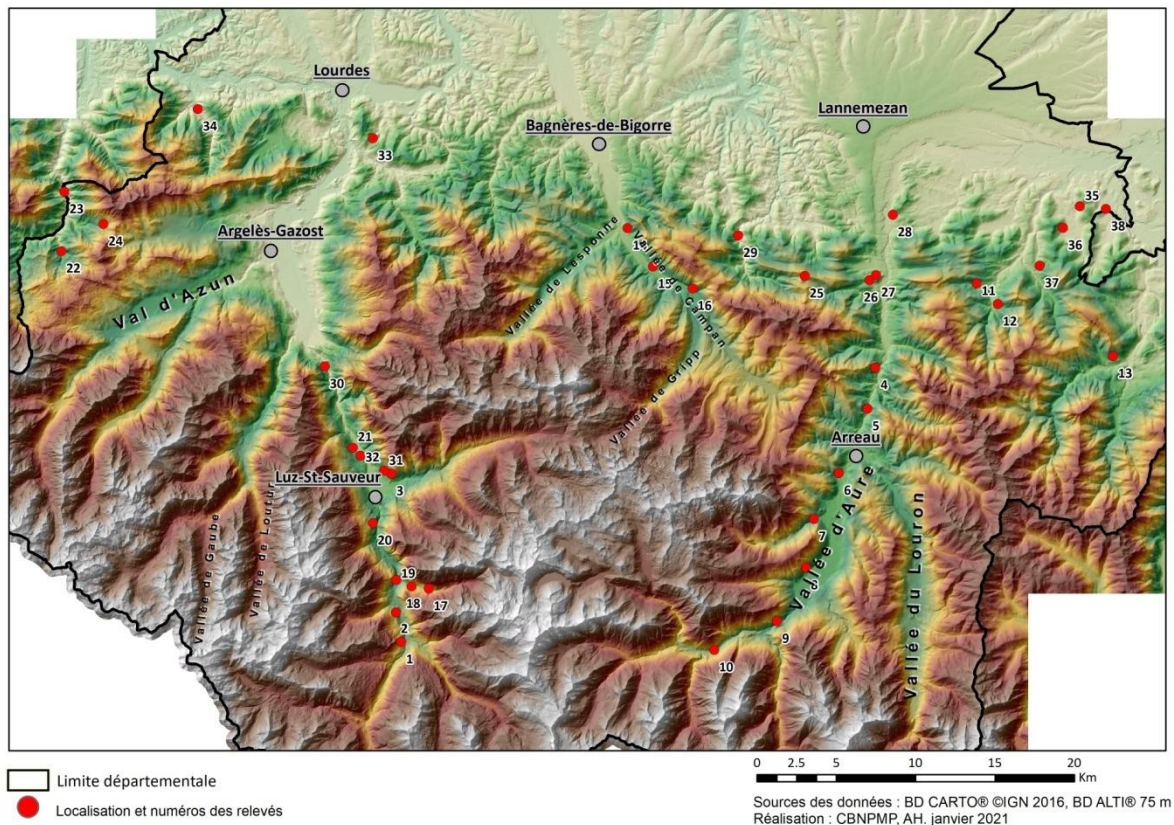 Lourdes
34
Lannemezan
Bagnères-de-Bigorre
33
23
24
22
Argelès-Gazost
Val d'Azun
35
38
36
28
29
Vallée de Lesponne
Vallée de Campan
15
16
25
26
27
11
37
12
13
Vallée de Gripp
30
4
5
Arreau
21
32
31
Luz-St-Sauveur
3
6
20
7
Vallée d'Aure
8
Vallée de Gaube
19
18
17
2
1
9
10
Vallée du Louron
Limite départementale
Localisation et numéros des relevés
0 2.5 5 10 15 20
Km
Sources des données : BD CARTO® ©IGN 2016, BD ALTI® 75 m
Réalisation : CBNPMP, AH, janvier 2021